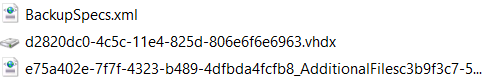 BackupSpecs.xml
d2820dc0-4c5c-11e4-825d-806e6f6e6963.vhdx
e75a402e-7f7f-4323-b489-4dfbda4fcfb8_AdditionalFilesc3b9f3c7-5...